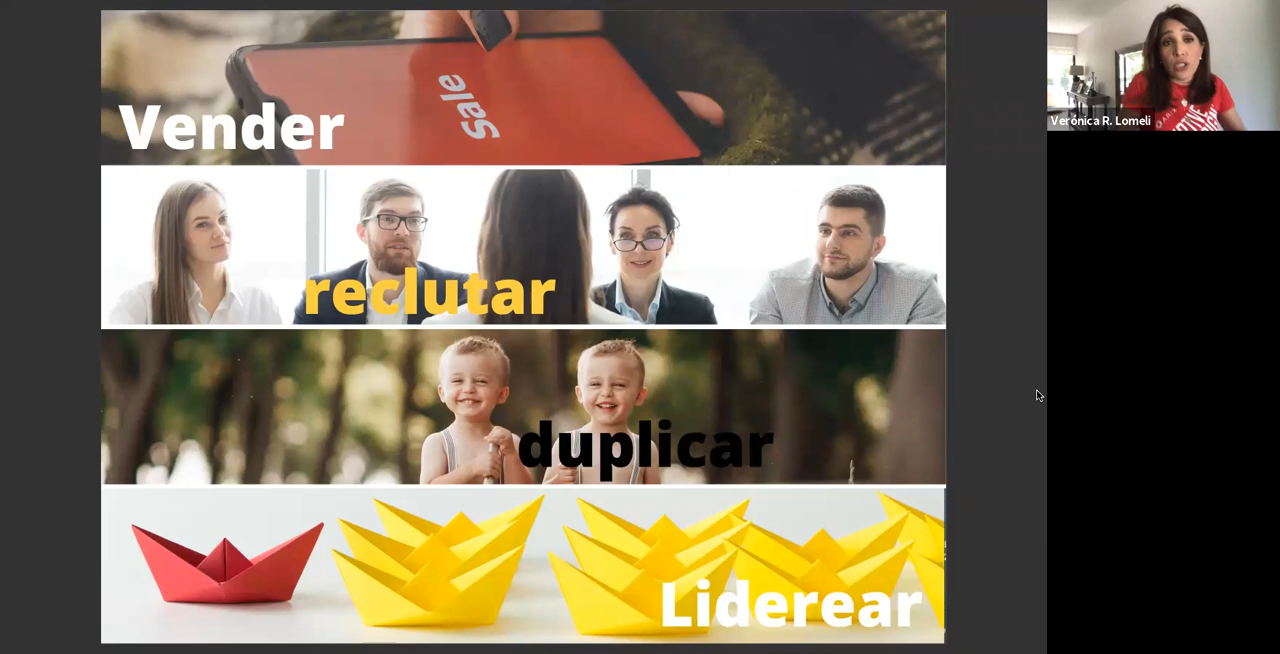 Sale
Vender
reclutar
duplicar
Liderear
Verónica R. Lomeli